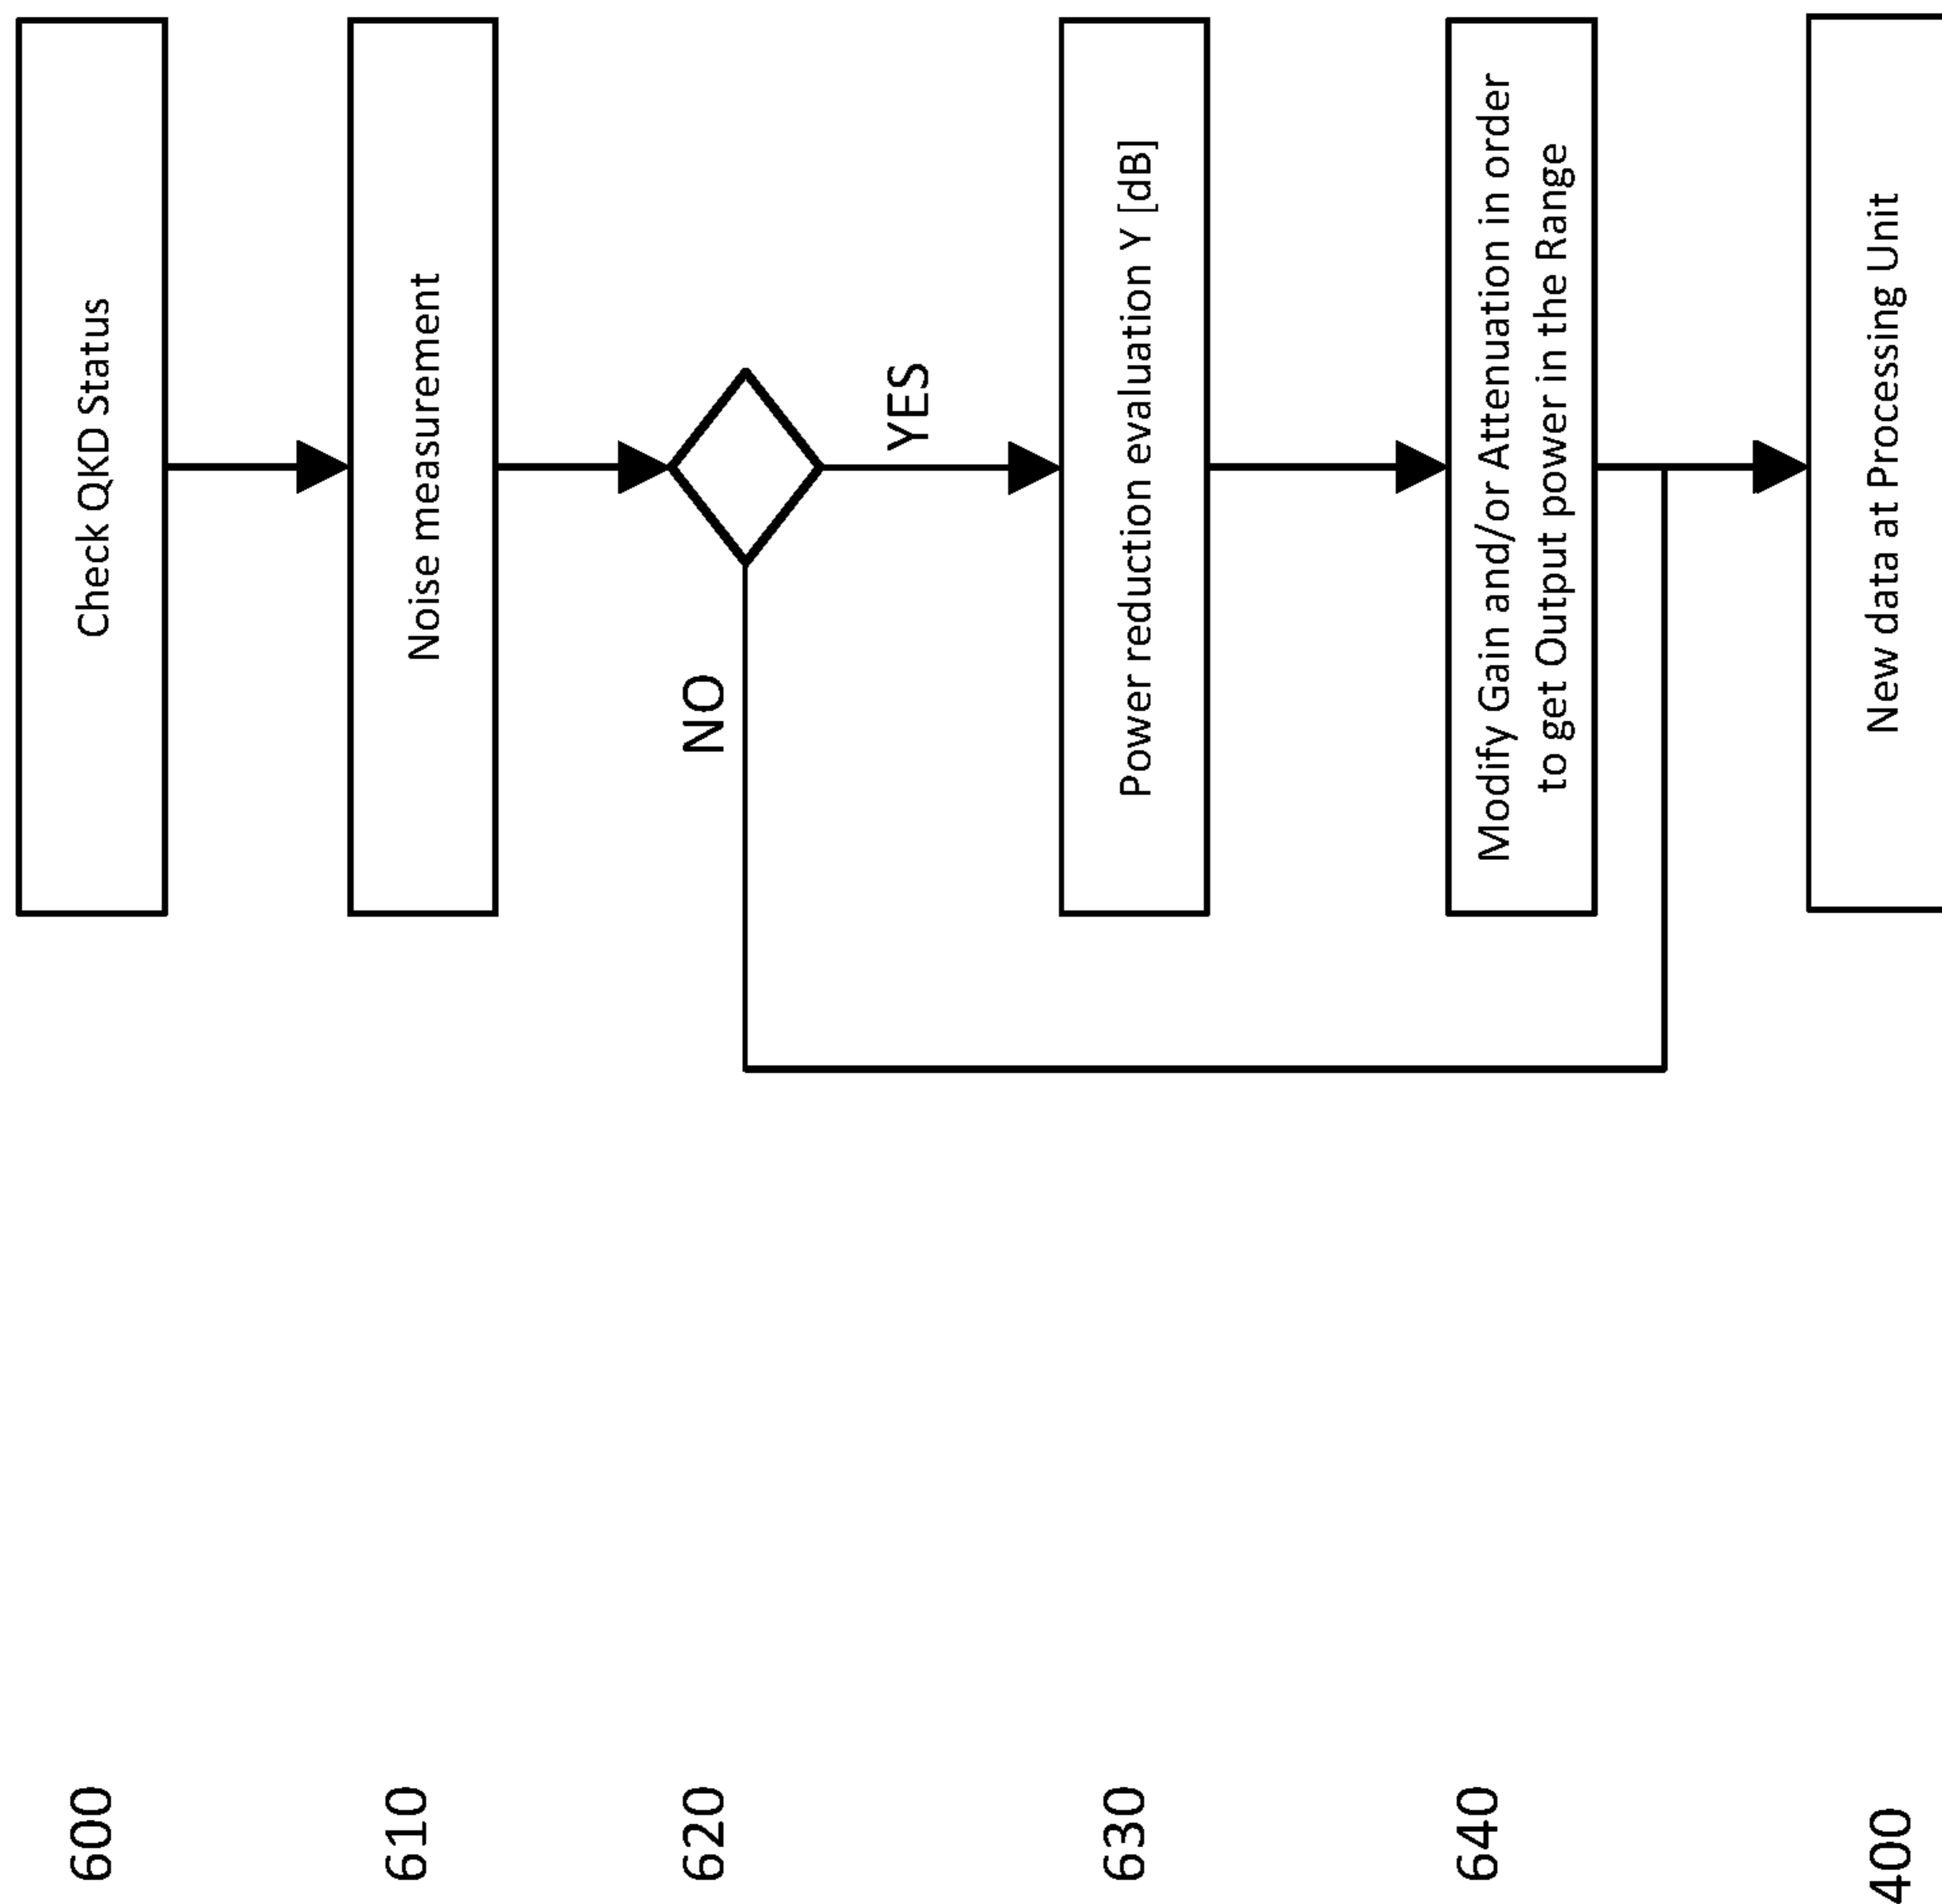 600
Check QKD Status
610
Noise measurement
620
NO
YES
630
Power reduction evaluation Y [dB]
640
Modify Gain and/or Attenuation in order
to get Output power in the Range
400
New data at Processing Unit